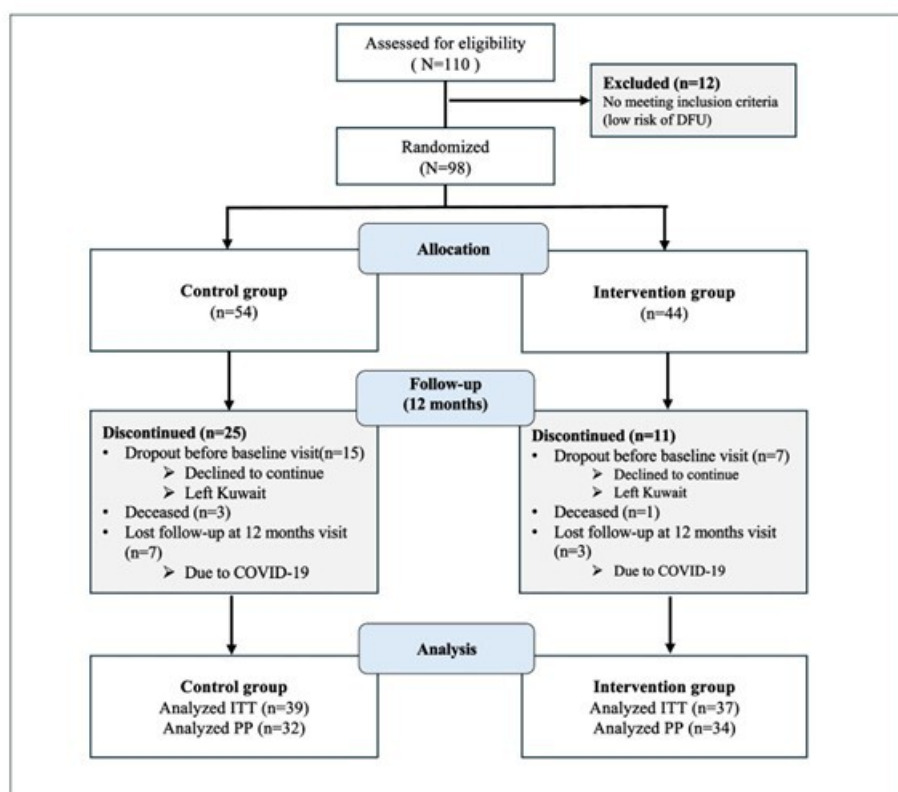 Assessed for eligibility
( N=110 )
Excluded (n=12)
No meeting inclusion criteria
(low risk of DFU)
Randomized
(N=98)
Allocation
Control group
(n=54)
Intervention group
(n=44)
Follow-up
(12 months)
Discontinued (n=25)
• Dropout before baseline visit(n=15)
➢ Declined to continue
➢ Left Kuwait
• Deceased (n=3)
• Lost follow-up at 12 months visit
(n=7)
➢ Due to COVID-19
Discontinued (n=11)
• Dropout before baseline visit (n=7)
➢ Declined to continue
➢ Left Kuwait
• Deceased (n=1)
• Lost follow-up at 12 months visit
(n=3)
➢ Due to COVID-19
Analysis
Control group
Analyzed ITT (n=39)
Analyzed PP (n=32)
Intervention group
Analyzed ITT (n=37)
Analyzed PP (n=34)